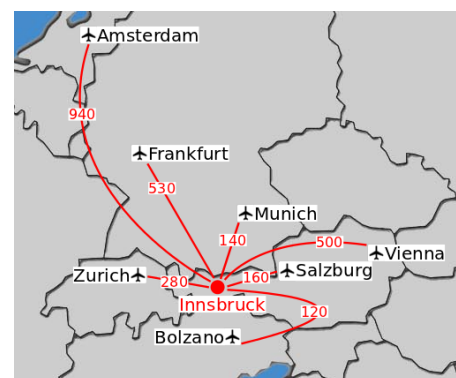 Amsterdam
940
Frankfurt
530
Munich
140
500
Vienna
Zurich
280
160
Salzburg
Innsbruck
120
Bolzano